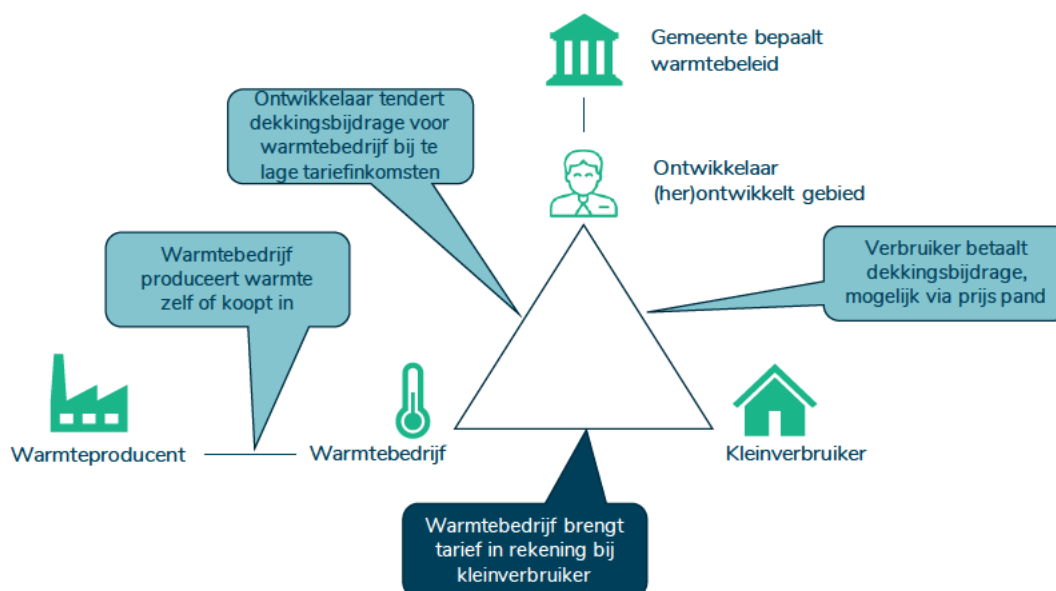 Gemeente bepaalt
warmtebeleid
Ontwikkelaar tendert
dekkingsbijdrage voor
warmtebedrijf bij te
lage tariefinkomsten
Ontwikkelaar
(her)ontwikkelt gebied
Warmtebedrijf
produceert warmte
zelf of koopt in
Verbruiker betaalt
dekkingsbijdrage,
mogelijk via prijs pand
Warmteproducent
Warmtebedrijf
Kleinverbruiker
Warmtebedrijf brengt
tarief in rekening bij
kleinverbruiker